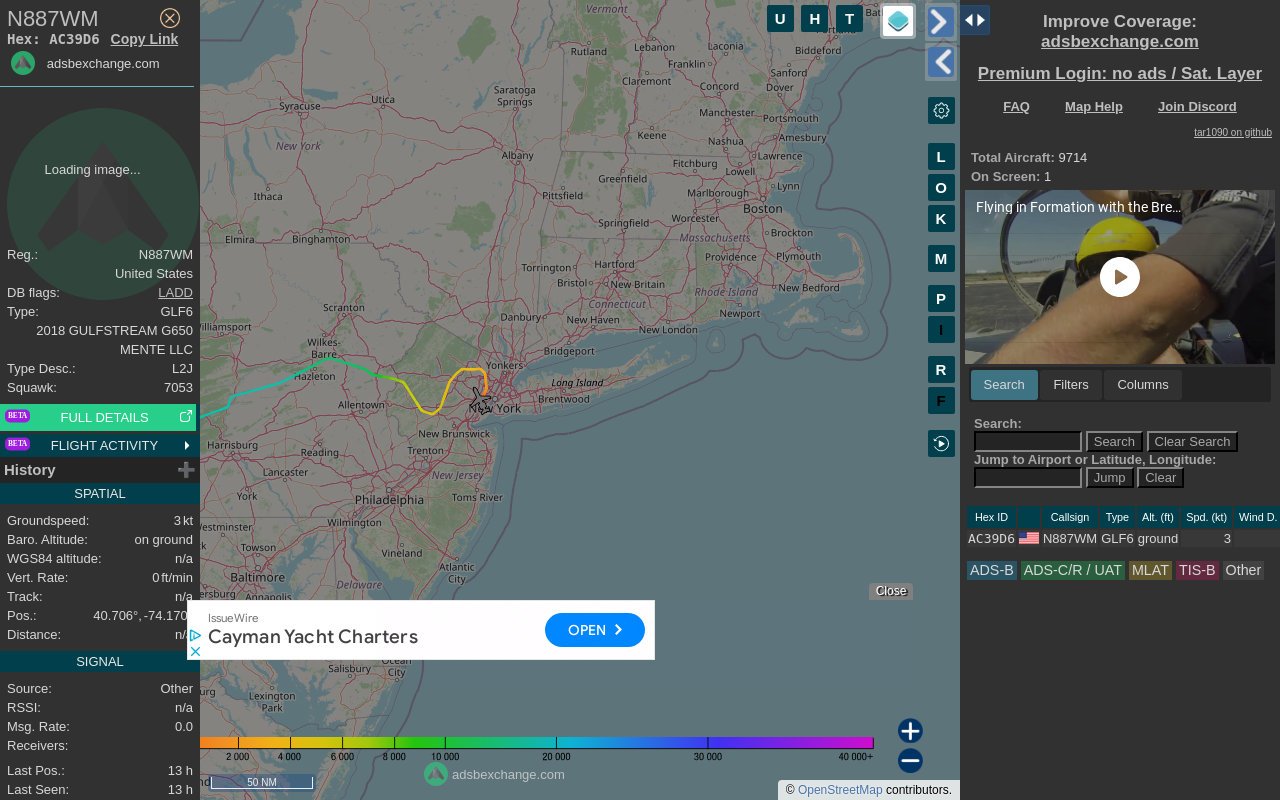 N887WM
Hex: AC39D6 Copy Link
adsbexchange.com
Loading image...
Reg.: N887WM
United States
DB flags: LADD
Type: GLF6
2018 GULFSTREAM G650
MENTE LLC
Type Desc.: L2J
Squawk: 7053
BETA FULL DETAILS
BETA FLIGHT ACTIVITY
History
SPATIAL
Groundspeed: 3 kt
Baro. Altitude: on ground
WGS84 altitude: n/a
Vert. Rate: 0 ft/min
Track: n/a
Pos.: 40.706°, -74.170
Distance: n/
SIGNAL
Source: Other
RSSI: n/a
Msg. Rate: 0.0
Receivers:
Last Pos.: 13 h
Last Seen: 13 h
Vermont
Rutland
Lebanon
Laconia
Biddeford
Franklin
Sanford
Claremont
Concord
Dover
Saratoga
Springs
Utica
Syracuse
Manchester
Portsmouth
Keene
Nashua
Amesbury
New York
Albany
Lawrence
Fitchburg
Lowell
Greenfield
Ithaca
Pittsfield
Marlborough
Lynn
Boston
Worcester
Springfield
Brockton
Elmira
Binghamton
Massachusetts
Providence
Plymouth
Torrington
Hartford
Bristol
New Britain
Rhode Island
New Bedford
Connecticut
Newport
Scranton
Danbury
New Haven
New London
Wilkes-
Barre
Bridgeport
Hazleton
Yonkers
Long Island
Allentown
Brentwood
New York
Harrisburg
New Brunswick
Reading
Trenton
Lancaster
New Jersey
York
Philadelphia
Toms River
Wilmington
Towson
Vineland
Baltimore
Atlantic
City
Delaware
Annapolis
Ocean
City
Salisbury
Lexington
Park
U H T
L
O
K
M
P
I
R
F
Close
IssueWire
Cayman Yacht Charters
OPEN
2 000 4 000 6 000 8 000 10 000 20 000 30 000 40 000+
50 NM
adsbexchange.com
© OpenStreetMap contributors.
Improve Coverage:
adsbexchange.com
Premium Login: no ads / Sat. Layer
FAQ Map Help Join Discord
tar1090 on github
Total Aircraft: 9714
On Screen: 1
Flying in Formation with the Bre...
Search Filters Columns
Search:
Search Clear Search
Jump to Airport or Latitude, Longitude:
Jump Clear
Hex ID Callsign Type Alt. (ft) Spd. (kt) Wind D.
AC39D6 N887WM GLF6 ground 3
ADS-B ADS-C/R / UAT MLAT TIS-B Other